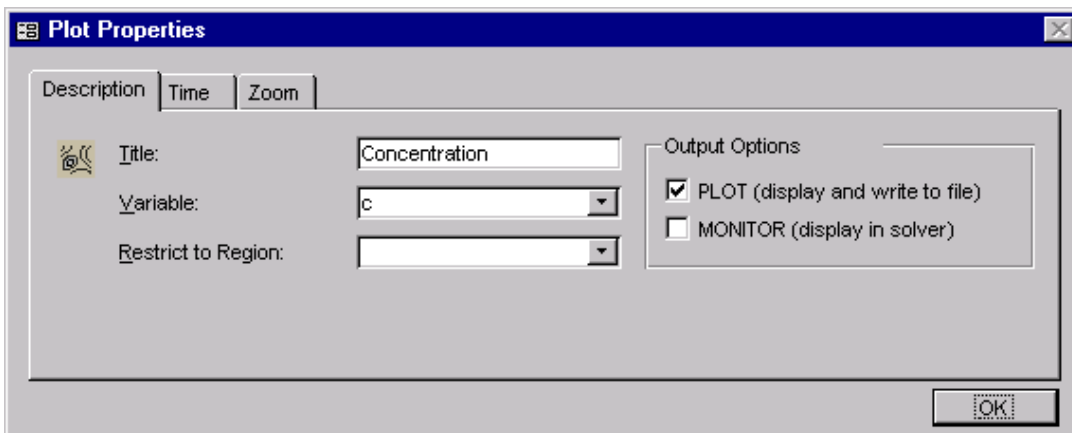 Plot Properties
Description Time Zoom
Title: Concentration
Variable: c
Restrict to Region:
Output Options
PLOT (display and write to file)
MONITOR (display in solver)
OK